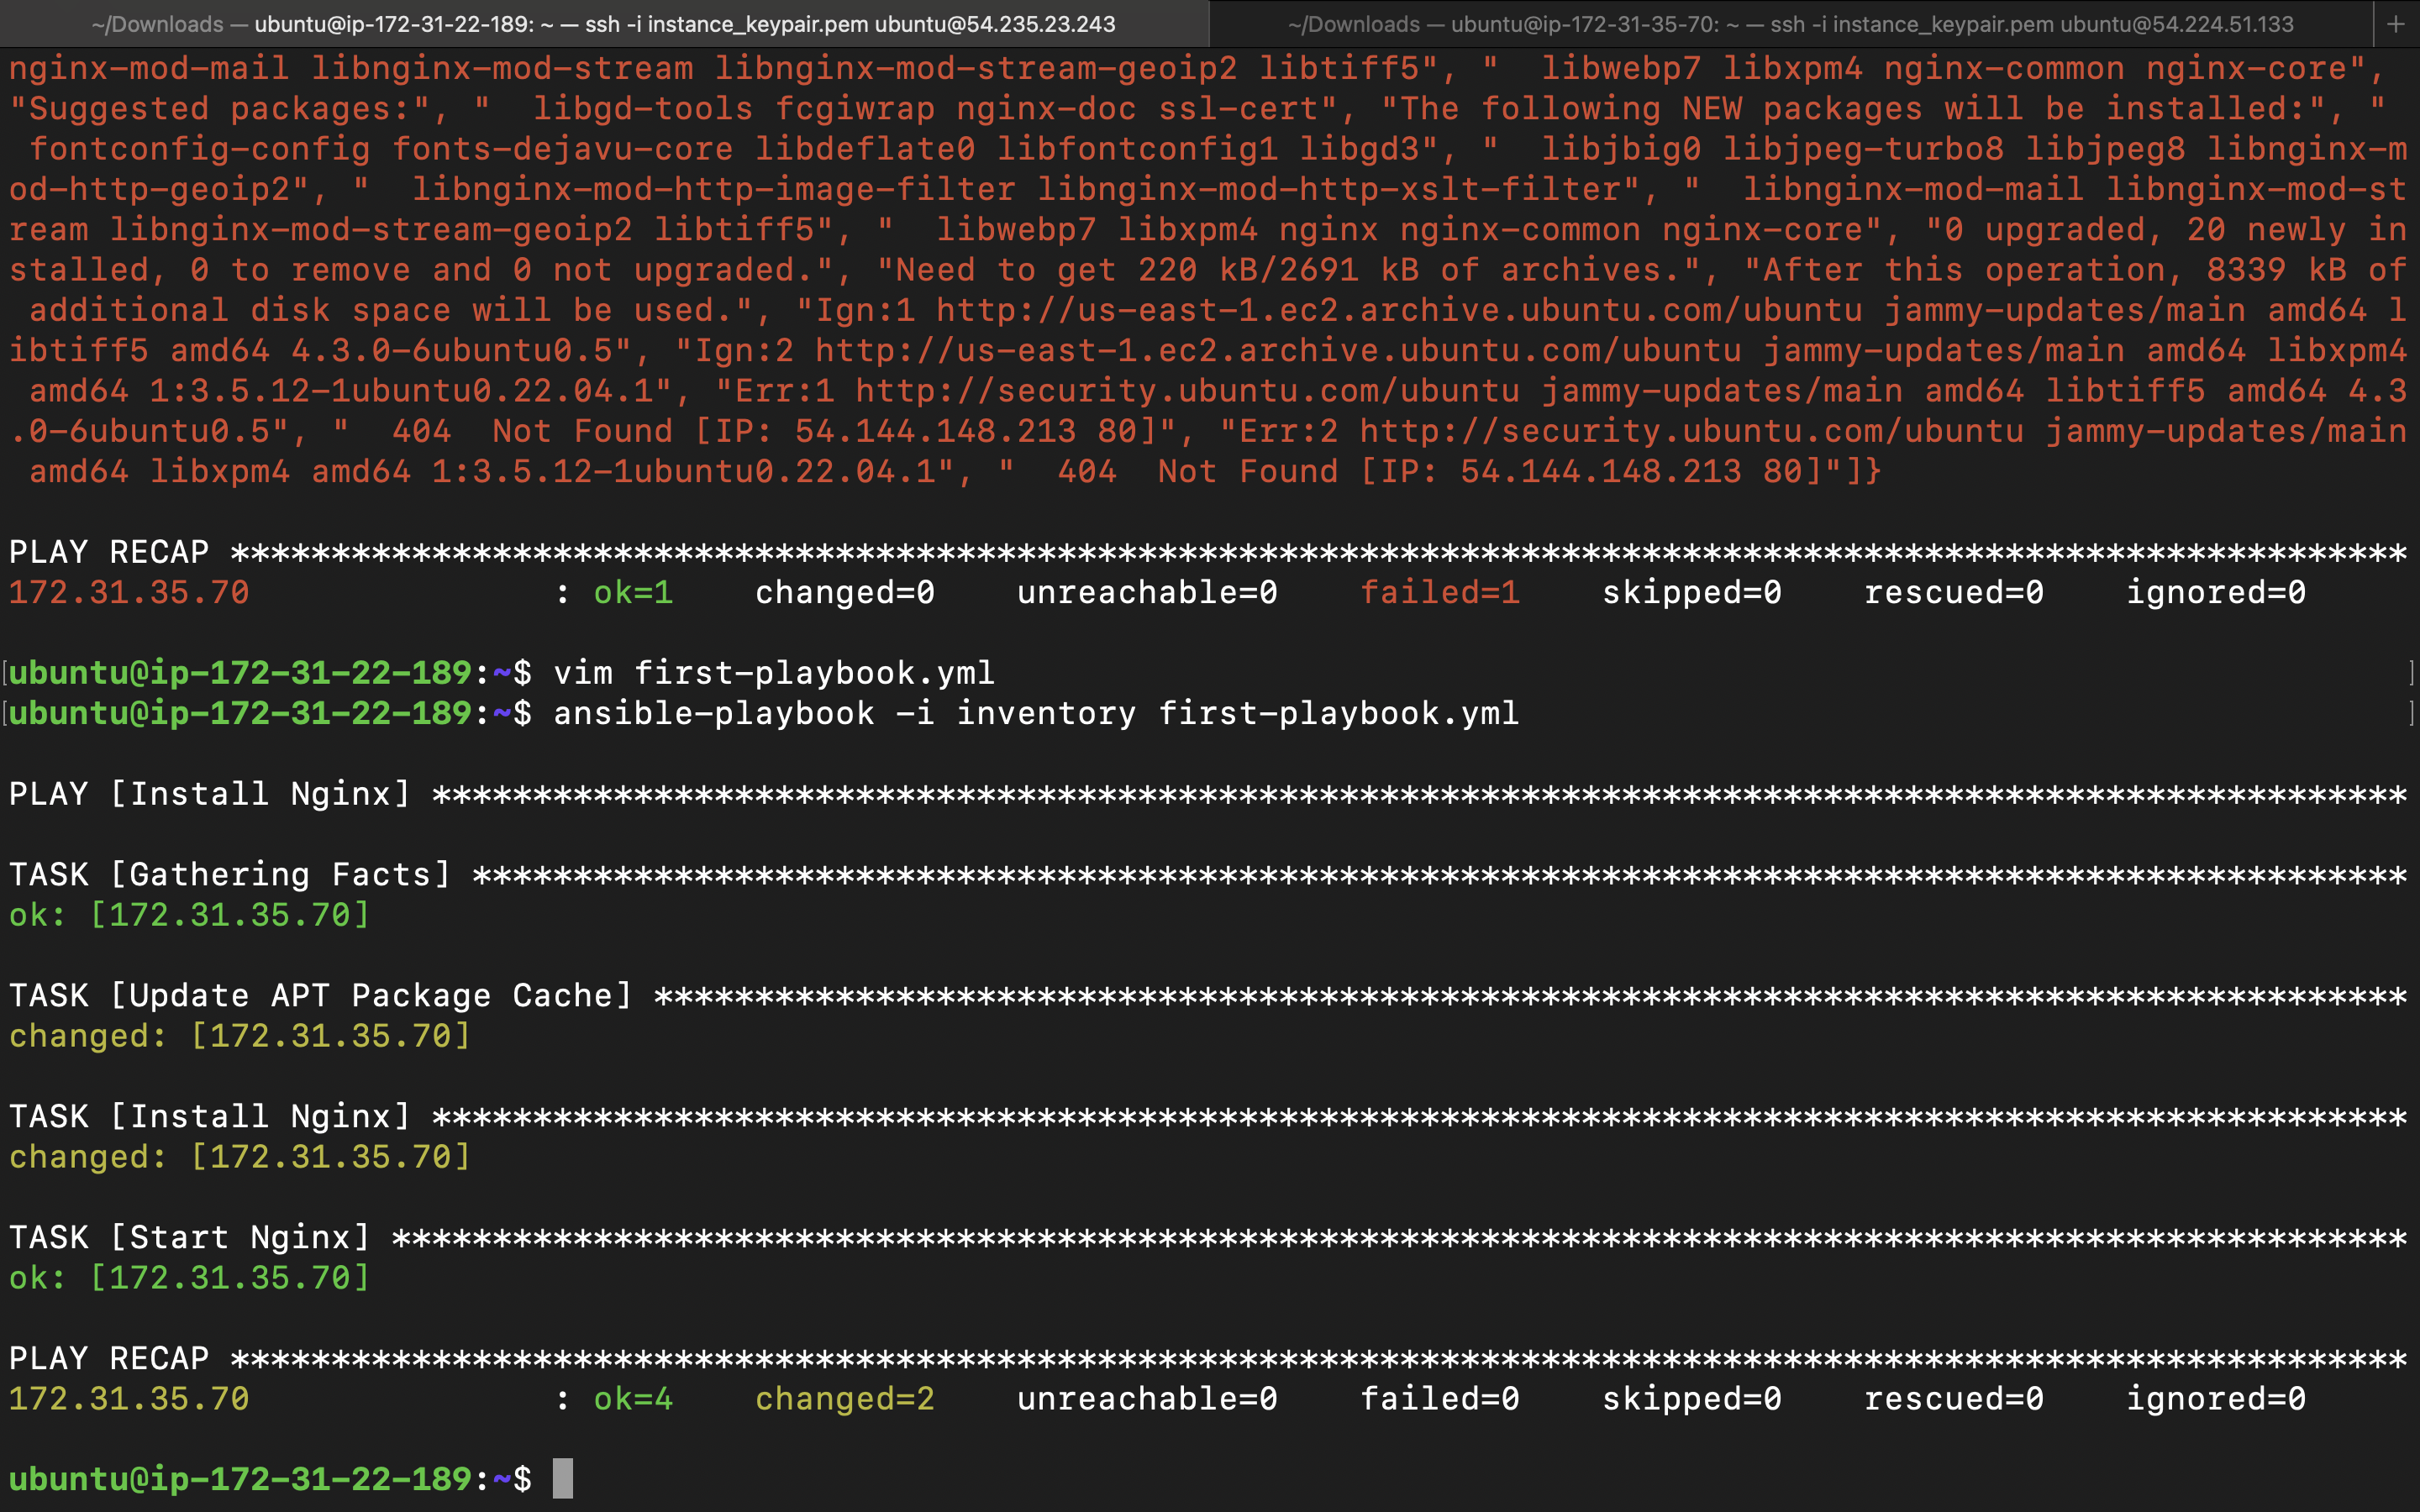 ~/Downloads — ubuntu@ip-172-31-22-189: ~ — ssh -i instance_keypair.pem ubuntu@54.235.23.243 ~/Downloads — ubuntu@ip-172-31-35-70: ~ — ssh -i instance_keypair.pem ubuntu@54.224.51.133 +
nginx-mod-mail libnginx-mod-stream libnginx-mod-stream-geoip2 libtiff5", "  libwebp7 libxpm4 nginx-common nginx-core",
"Suggested packages:", "  libgd-tools fcgiwrap nginx-doc ssl-cert", "The following NEW packages will be installed:", "
 fontconfig-config fonts-dejavu-core libdeflate0 libfontconfig1 libgd3", "  libjbig0 libjpeg-turbo8 libjpeg8 libnginx-m
od-http-geoip2", "  libnginx-mod-http-image-filter libnginx-mod-http-xslt-filter", "  libnginx-mod-mail libnginx-mod-st
ream libnginx-mod-stream-geoip2 libtiff5", "  libwebp7 libxpm4 nginx nginx-common nginx-core", "0 upgraded, 20 newly in
stalled, 0 to remove and 0 not upgraded.", "Need to get 220 kB/2691 kB of archives.", "After this operation, 8339 kB of
 additional disk space will be used.", "Ign:1 http://us-east-1.ec2.archive.ubuntu.com/ubuntu jammy-updates/main amd64 l
ibtiff5 amd64 4.3.0-6ubuntu0.5", "Ign:2 http://us-east-1.ec2.archive.ubuntu.com/ubuntu jammy-updates/main amd64 libxpm4
 amd64 1:3.5.12-1ubuntu0.22.04.1", "Err:1 http://security.ubuntu.com/ubuntu jammy-updates/main amd64 libtiff5 amd64 4.3
.0-6ubuntu0.5", "  404  Not Found [IP: 54.144.148.213 80]", "Err:2 http://security.ubuntu.com/ubuntu jammy-updates/main
 amd64 libxpm4 amd64 1:3.5.12-1ubuntu0.22.04.1", "  404  Not Found [IP: 54.144.148.213 80]"]}
PLAY RECAP ************************************************************************************************************
172.31.35.70               : ok=1    changed=0    unreachable=0    failed=1    skipped=0    rescued=0    ignored=0
[ubuntu@ip-172-31-22-189:~$ vim first-playbook.yml ]
[ubuntu@ip-172-31-22-189:~$ ansible-playbook -i inventory first-playbook.yml ]
PLAY [Install Nginx] **************************************************************************************************
TASK [Gathering Facts] ************************************************************************************************
ok: [172.31.35.70]
TASK [Update APT Package Cache] ***************************************************************************************
changed: [172.31.35.70]
TASK [Install Nginx] **************************************************************************************************
changed: [172.31.35.70]
TASK [Start Nginx] ****************************************************************************************************
ok: [172.31.35.70]
PLAY RECAP ************************************************************************************************************
172.31.35.70               : ok=4    changed=2    unreachable=0    failed=0    skipped=0    rescued=0    ignored=0
ubuntu@ip-172-31-22-189:~$